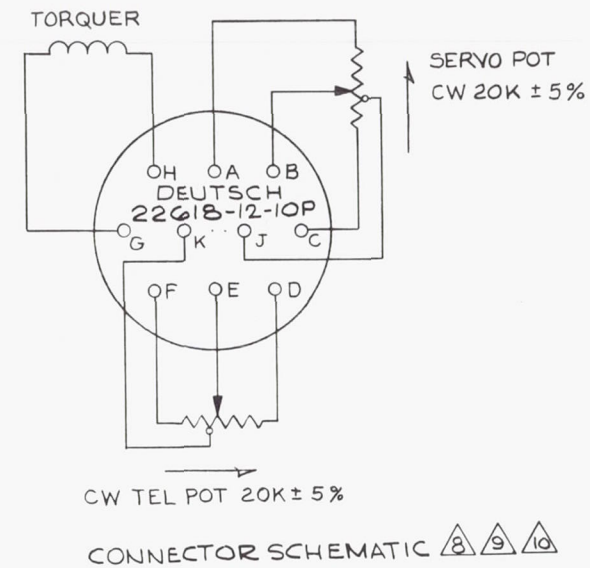 TORQUER
SERVO POT
CW 20K ± 5%
H A B
DEUTSCH
22618-12-10P
G K J C
F E D
CW TEL POT 20K ± 5%
CONNECTOR SCHEMATIC 8 9 10